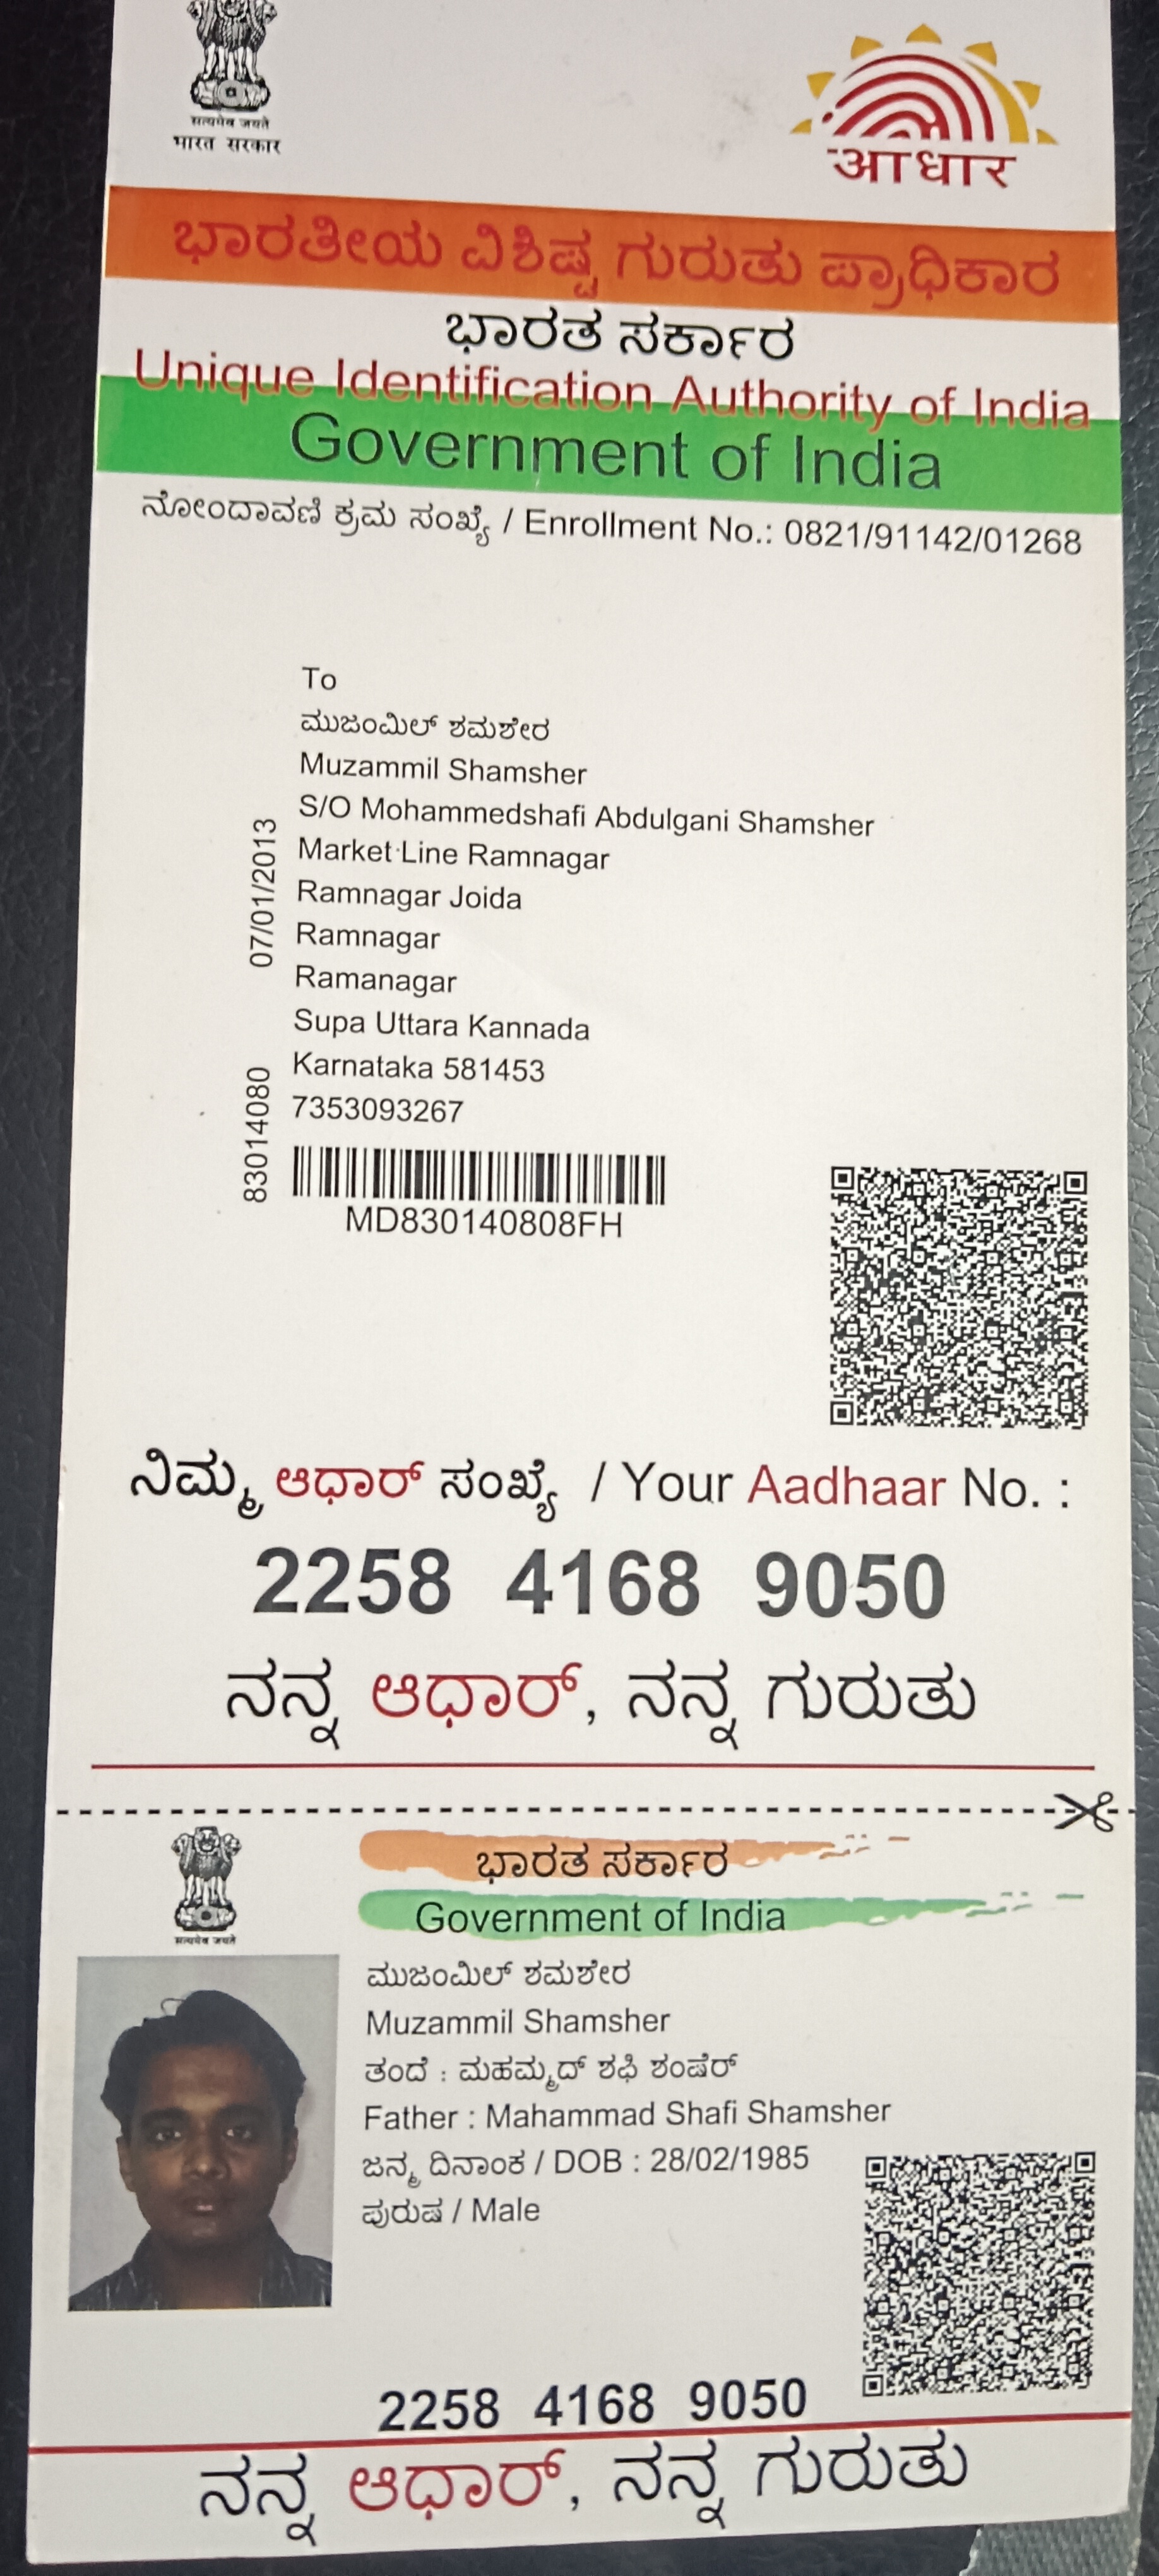 सत्यमेव जयते
भारत सरकार
आधार
ಭಾರತೀಯ ವಿಶಿಷ್ಟ ಗುರುತು ಪ್ರಾಧಿಕಾರ
ಭಾರತ ಸರ್ಕಾರ
Unique Identification Authority of India
Government of India
ನೋಂದಾವಣಿ ಕ್ರಮ ಸಂಖ್ಯೆ / Enrollment No.: 0821/91142/01268
To
ಮುಜಂಮಿಲ್ ಶಮಶೇರ
Muzammil Shamsher
S/O Mohammedshafi Abdulgani Shamsher
Market Line Ramnagar
Ramnagar Joida
Ramnagar
Ramanagar
Supa Uttara Kannada
Karnataka 581453
7353093267
07/01/2013
83014080
MD830140808FH
ನಿಮ್ಮ ಆಧಾರ್ ಸಂಖ್ಯೆ / Your Aadhaar No. :
2258 4168 9050
ನನ್ನ ಆಧಾರ್, ನನ್ನ ಗುರುತು
ಭಾರತ ಸರ್ಕಾರ
Government of India
सत्यमेव जयते
ಮುಜಂಮಿಲ್ ಶಮಶೇರ
Muzammil Shamsher
ತಂದೆ : ಮಹಮ್ಮದ್ ಶಫಿ ಶಂಷೆರ್
Father : Mahammad Shafi Shamsher
ಜನ್ಮ ದಿನಾಂಕ / DOB : 28/02/1985
ಪುರುಷ / Male
2258 4168 9050
ನನ್ನ ಆಧಾರ್, ನನ್ನ ಗುರುತು